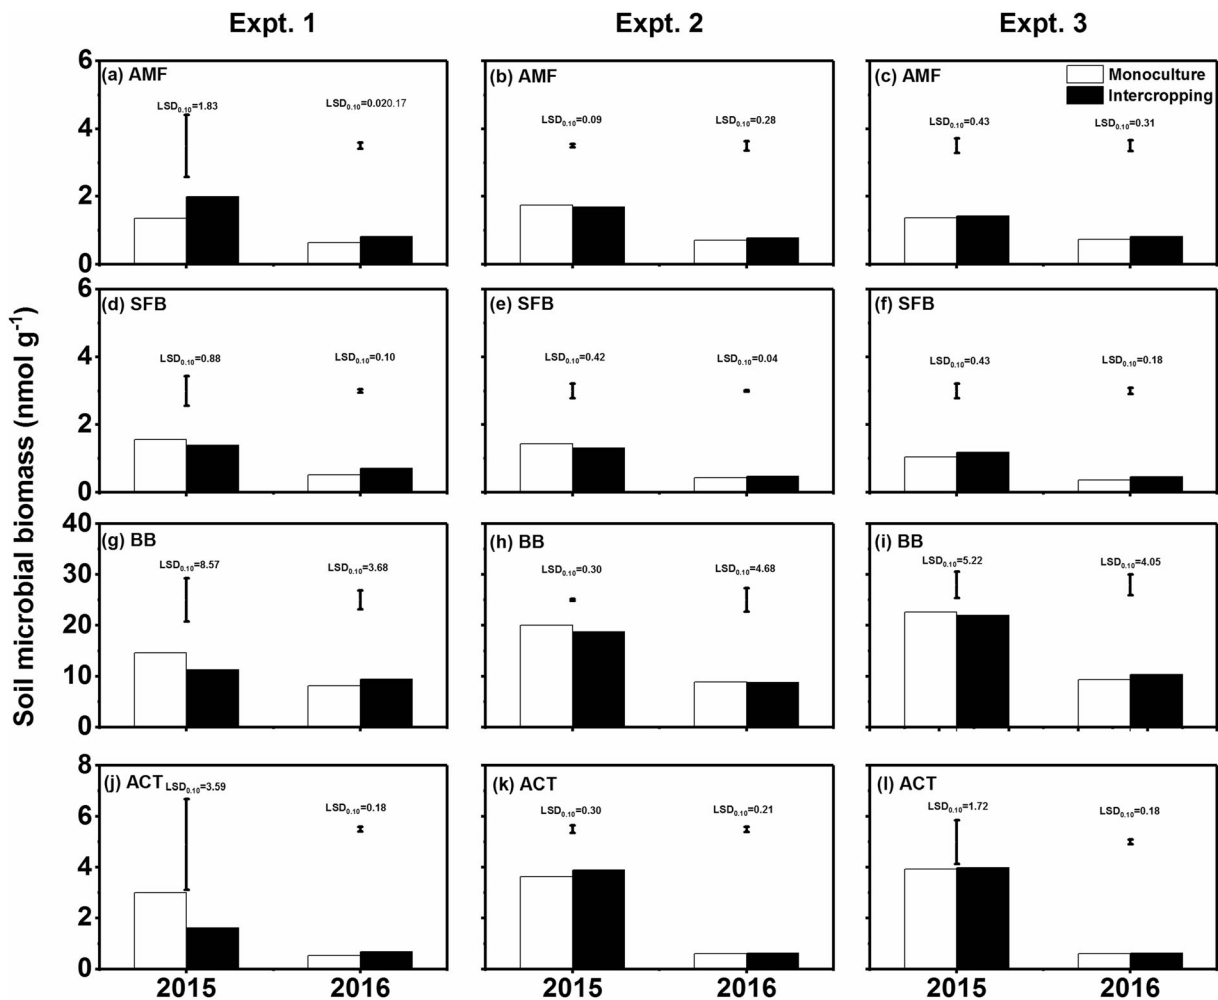 Expt. 1 Expt. 2 Expt. 3
Soil microbial biomass (nmol g⁻¹)
6
(a) AMF
LSD₀.₁₀=1.83
LSD₀.₁₀=0.020.17
4
2
0
(b) AMF
LSD₀.₁₀=0.09
LSD₀.₁₀=0.28
(c) AMF
Monoculture
Intercropping
LSD₀.₁₀=0.43
LSD₀.₁₀=0.31
6
(d) SFB
4
LSD₀.₁₀=0.88
LSD₀.₁₀=0.10
2
0
(e) SFB
LSD₀.₁₀=0.42
LSD₀.₁₀=0.04
(f) SFB
LSD₀.₁₀=0.43
LSD₀.₁₀=0.18
40
(g) BB
LSD₀.₁₀=8.57
LSD₀.₁₀=3.68
30
20
10
0
(h) BB
LSD₀.₁₀=0.30
LSD₀.₁₀=4.68
(i) BB
LSD₀.₁₀=5.22
LSD₀.₁₀=4.05
8
(j) ACT
LSD₀.₁₀=3.59
LSD₀.₁₀=0.18
6
4
2
0
(k) ACT
LSD₀.₁₀=0.30
LSD₀.₁₀=0.21
(l) ACT
LSD₀.₁₀=1.72
LSD₀.₁₀=0.18
2015 2016 2015 2016 2015 2016